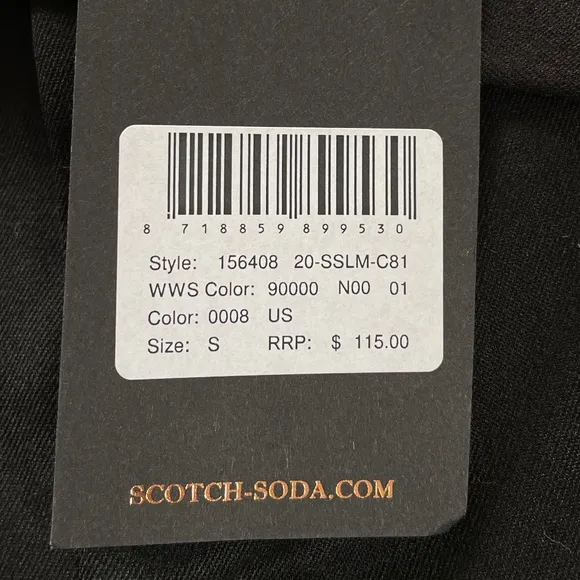 8 718859 899530
Style: 156408 20-SSLM-C81
WWS Color: 90000 N00 01
Color: 0008 US
Size: S RRP: $ 115.00
SCOTCH-SODA.COM